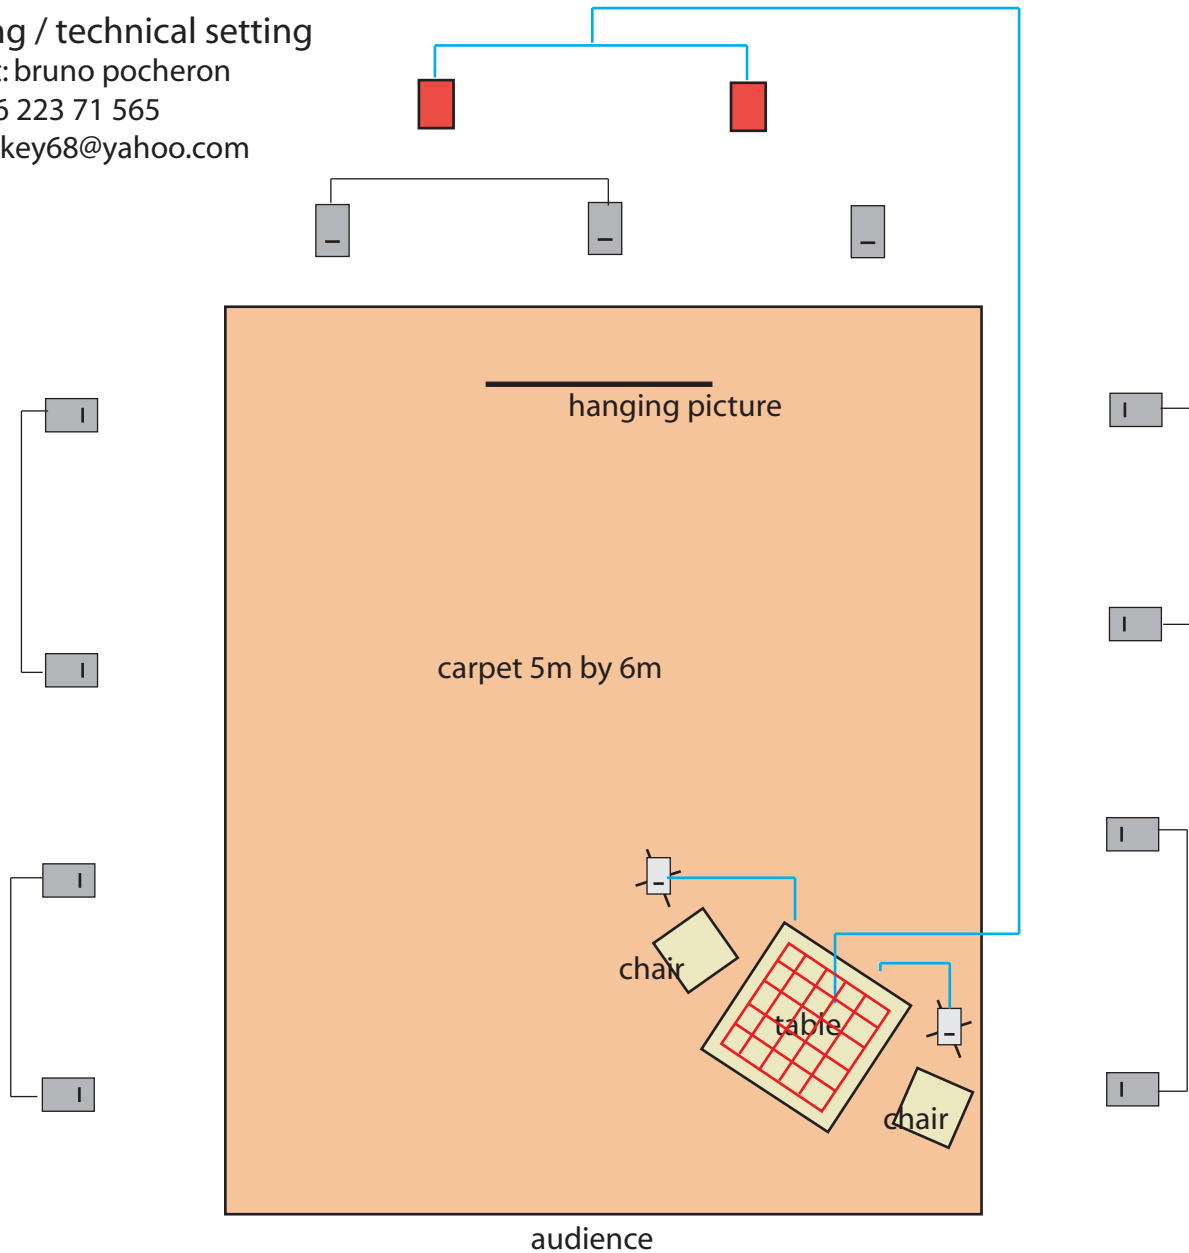 ng / technical setting
t: bruno pocheron
6 223 71 565
key68@yahoo.com
hanging picture
carpet 5m by 6m
chair
table
chair
audience